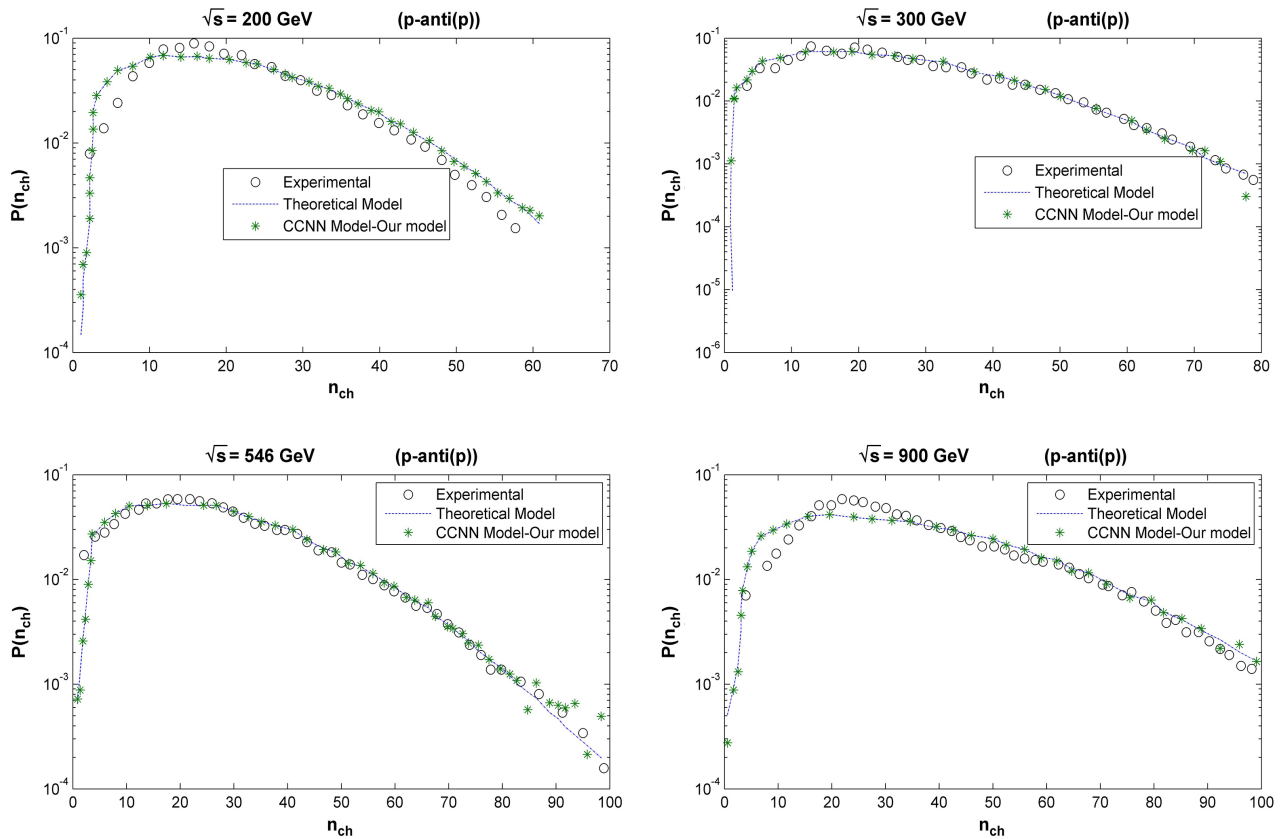 √s = 200 GeV (p-anti(p))
10^-1
10^-2
10^-3
10^-4
P(n_ch)
Experimental
Theoretical Model
CCNN Model-Our model
0 10 20 30 40 50 60 70
n_ch
√s = 300 GeV (p-anti(p))
10^-1
10^-2
10^-3
10^-4
10^-5
10^-6
P(n_ch)
Experimental
Theoretical Model
CCNN Model-Our model
0 10 20 30 40 50 60 70 80
n_ch
√s = 546 GeV (p-anti(p))
10^-1
10^-2
10^-3
10^-4
P(n_ch)
Experimental
Theoretical Model
CCNN Model-Our model
0 10 20 30 40 50 60 70 80 90 100
n_ch
√s = 900 GeV (p-anti(p))
10^-1
10^-2
10^-3
10^-4
P(n_ch)
Experimental
Theoretical Model
CCNN Model-Our model
0 10 20 30 40 50 60 70 80 90 100
n_ch